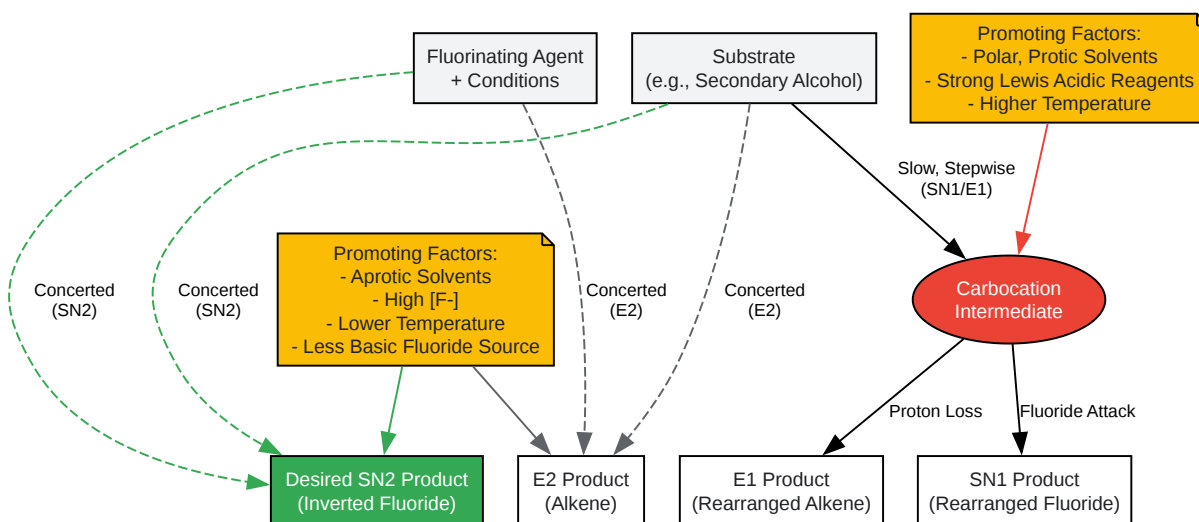 Fluorinating Agent
+ Conditions
Substrate
(e.g., Secondary Alcohol)
Promoting Factors:
- Polar, Protic Solvents
- Strong Lewis Acidic Reagents
- Higher Temperature
Slow, Stepwise
(SN1/E1)
Promoting Factors:
- Aprotic Solvents
- High [F-]
- Lower Temperature
- Less Basic Fluoride Source
Concerted
(SN2)
Concerted
(SN2)
Concerted
(E2)
Concerted
(E2)
Carbocation
Intermediate
Proton Loss
Fluoride Attack
Desired SN2 Product
(Inverted Fluoride)
E2 Product
(Alkene)
E1 Product
(Rearranged Alkene)
SN1 Product
(Rearranged Fluoride)